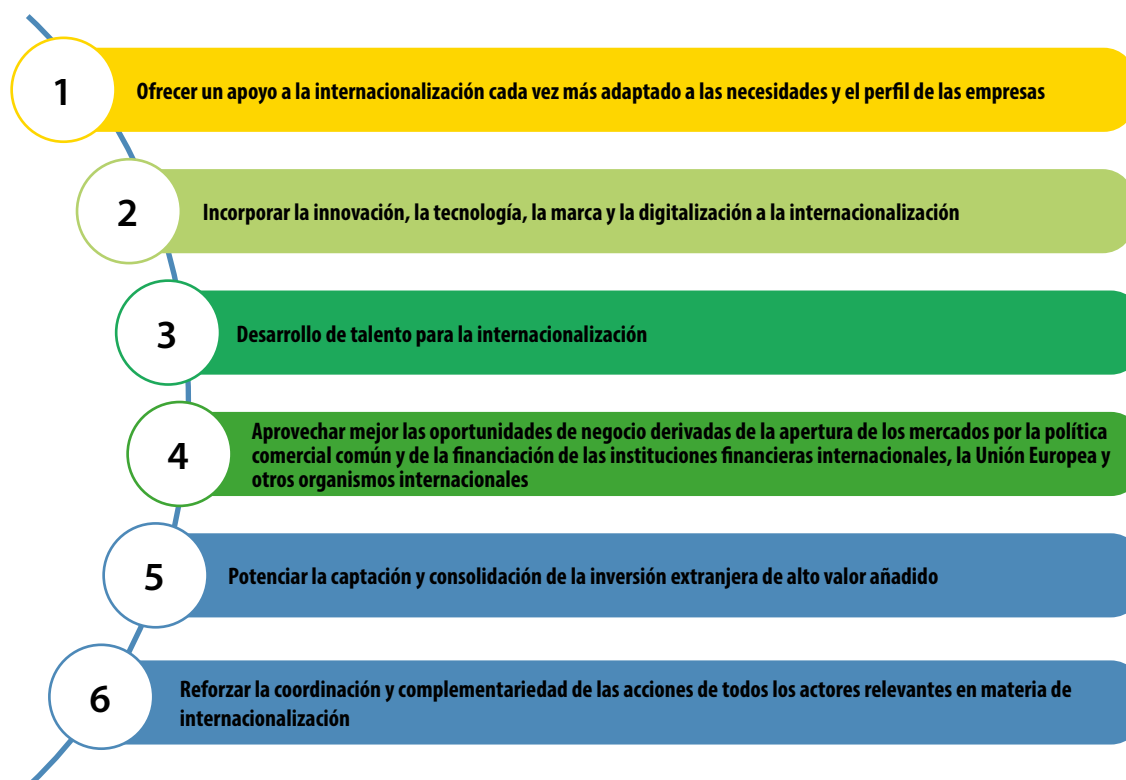 1
Ofrecer un apoyo a la internacionalización cada vez más adaptado a las necesidades y el perfil de las empresas
2
Incorporar la innovación, la tecnología, la marca y la digitalización a la internacionalización
3
Desarrollo de talento para la internacionalización
4
Aprovechar mejor las oportunidades de negocio derivadas de la apertura de los mercados por la política
comercial común y de la financiación de las instituciones financieras internacionales, la Unión Europea y
otros organismos internacionales
5
Potenciar la captación y consolidación de la inversión extranjera de alto valor añadido
6
Reforzar la coordinación y complementariedad de las acciones de todos los actores relevantes en materia de
internacionalización